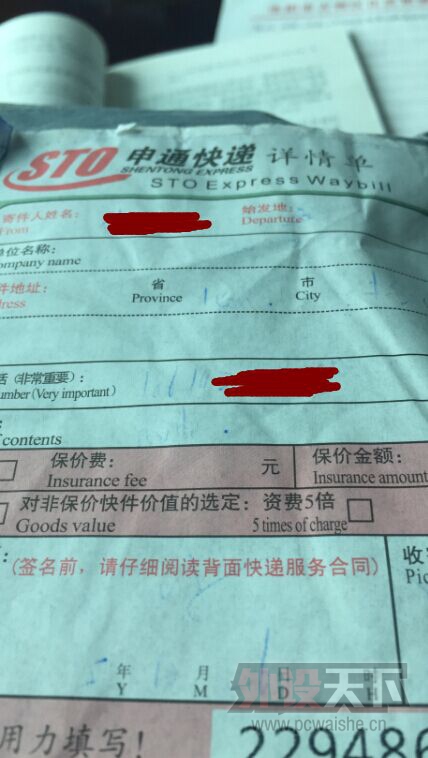 STO 申通快递 详情单
SHENTONG EXPRESS
STO Express Waybill
寄件人姓名: 始发地:
From Departure
单位名称:
ompany name
件地址: 省 市
dress Province City
话(非常重要):
umber(Very important)
f contents
保价费: 元 保价金额:
Insurance fee Insurance amount
对非保价快件价值的选定: 资费5倍
Goods value 5 times of charge
(签名前，请仔细阅读背面快递服务合同) 收
Pic
年 月 日 时
Y M D H
外设天下
www.pcwaishe.cn
用力填写! 229486